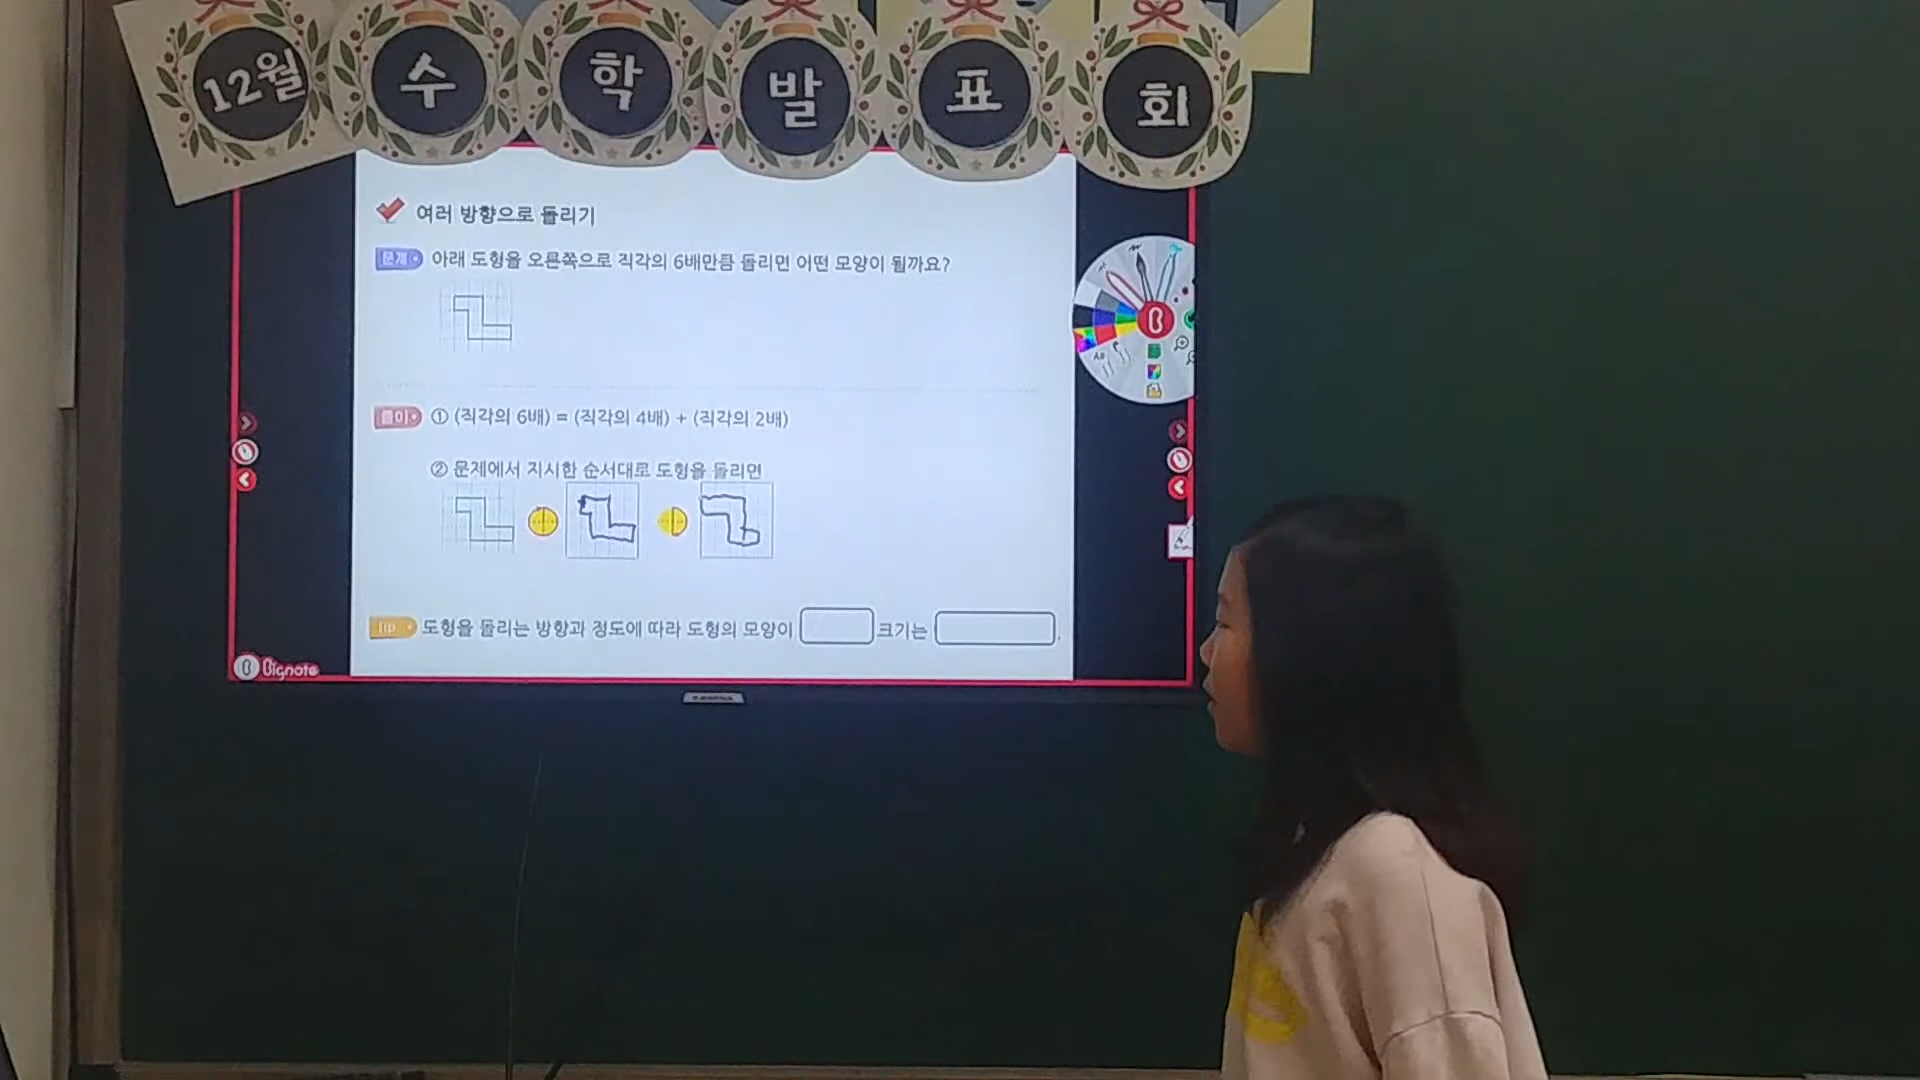 12월 수학발표회
여러 방향으로 돌리기
문제 아래 도형을 오른쪽으로 직각의 6배만큼 돌리면 어떤 모양이 될까요?
풀이 ① (직각의 6배) = (직각의 4배) + (직각의 2배)
② 문제에서 지시한 순서대로 도형을 돌리면
Tip 도형을 돌리는 방향과 정도에 따라 도형의 모양이 크기는 .
Bignote